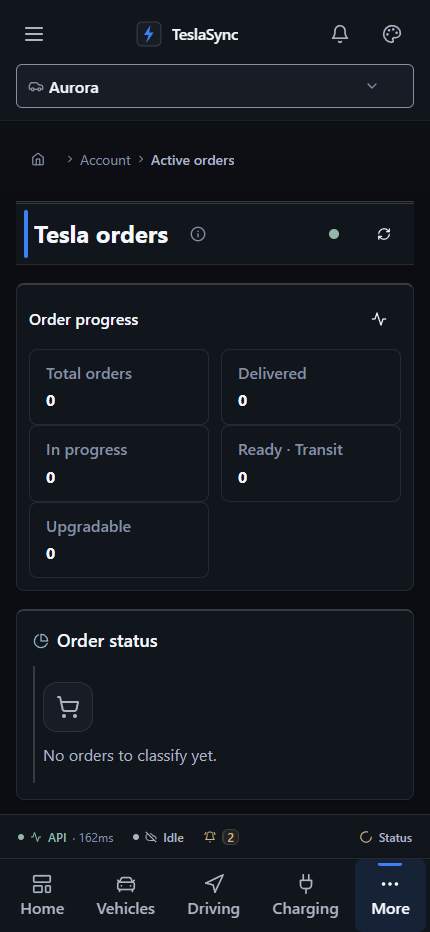 TeslaSync
Aurora
Account
Active orders
Tesla orders
Order progress
Total orders
0
Delivered
0
In progress
0
Ready · Transit
0
Upgradable
0
Order status
No orders to classify yet.
API · 162ms
Idle
2
Status
Home
Vehicles
Driving
Charging
More